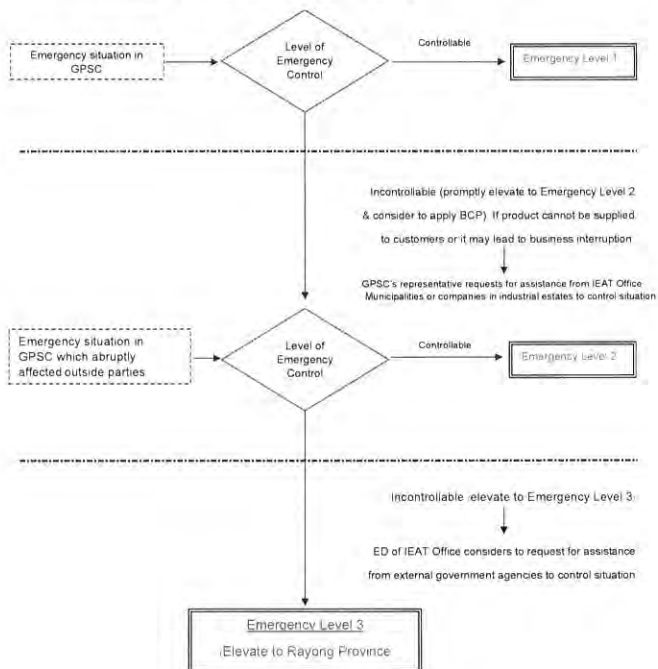 Emergency situation in
GPSC
Level of
Emergency
Control
Controllable
Emergency Level 1
Incontrollable (promptly elevate to Emergency Level 2
& consider to apply BCP) If product cannot be supplied
to customers or it may lead to business interruption
GPSC's representative requests for assistance from IEAT Office
Municipalities or companies in industrial estates to control situation
Emergency situation in
GPSC which abruptly
affected outside parties
Level of
Emergency
Control
Controllable
Emergency Level 2
Incontrollable elevate to Emergency Level 3
ED of IEAT Office considers to request for assistance
from external government agencies to control situation
Emergency Level 3
Elevate to Rayong Province